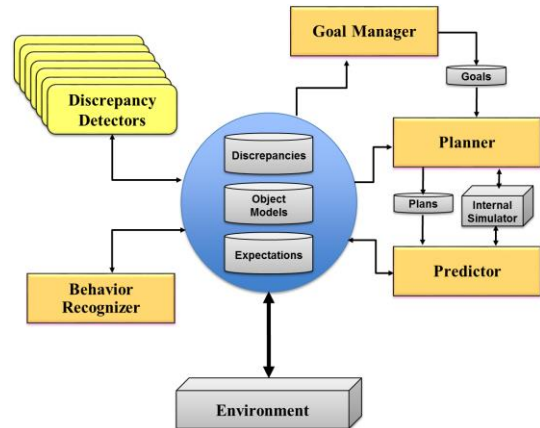 Goal Manager
Goals
Discrepancy
Detectors
Planner
Discrepancies
Object
Models
Plans
Internal
Simulator
Expectations
Predictor
Behavior
Recognizer
Environment